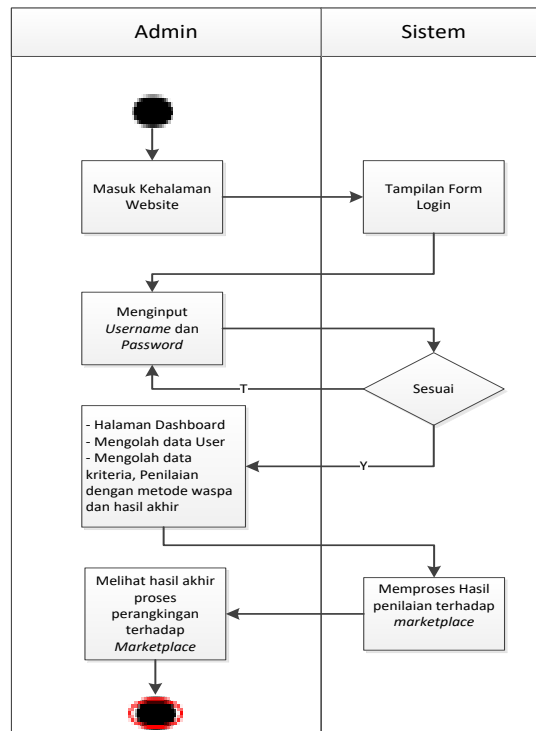 Admin
Sistem
Masuk Kehalaman
Website
Tampilan Form
Login
Menginput
Username dan
Password
Sesuai
T
- Halaman Dashboard
- Mengolah data User
- Mengolah data
kriteria, Penilaian
dengan metode waspa
dan hasil akhir
Y
Memproses Hasil
penilaian terhadap
marketplace
Melihat hasil akhir
proses
perangkingan
terhadap
Marketplace